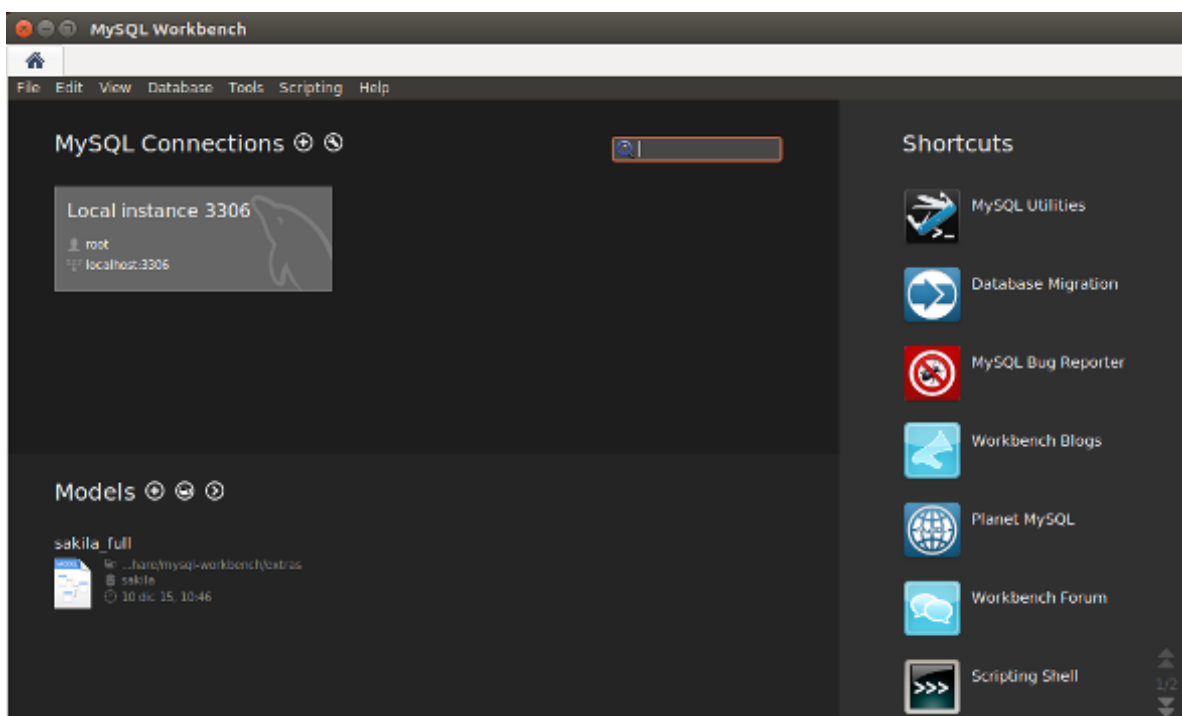 MySQL Workbench
File Edit View Database Tools Scripting Help
MySQL Connections
Local instance 3306
root
localhost:3306
Models
sakila_full
...hare/mysql-workbench/extras
sakila
10 dic 15, 10:46
Shortcuts
MySQL Utilities
Database Migration
MySQL Bug Reporter
Workbench Blogs
Planet MySQL
Workbench Forum
>>>
Scripting Shell
1/2